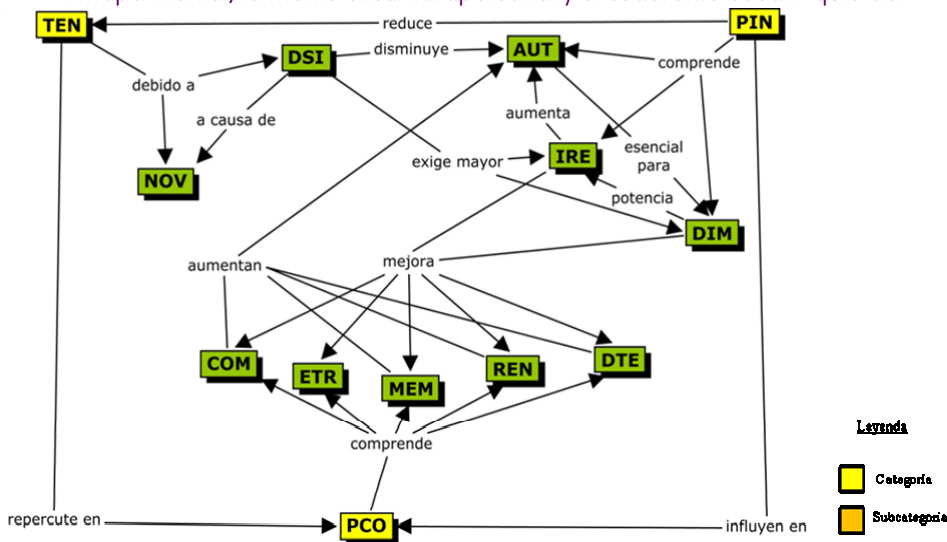 TEN
reduce
PIN
DSI
disminuye
AUT
comprende
debido a
a causa de
aumenta
exige mayor
IRE
esencial
para
NOV
potencia
DIM
aumentan
mejora
COM
ETR
MEM
REN
DTE
comprende
Leyenda
Categoría
repercute en
PCO
influyen en
Subcategoría